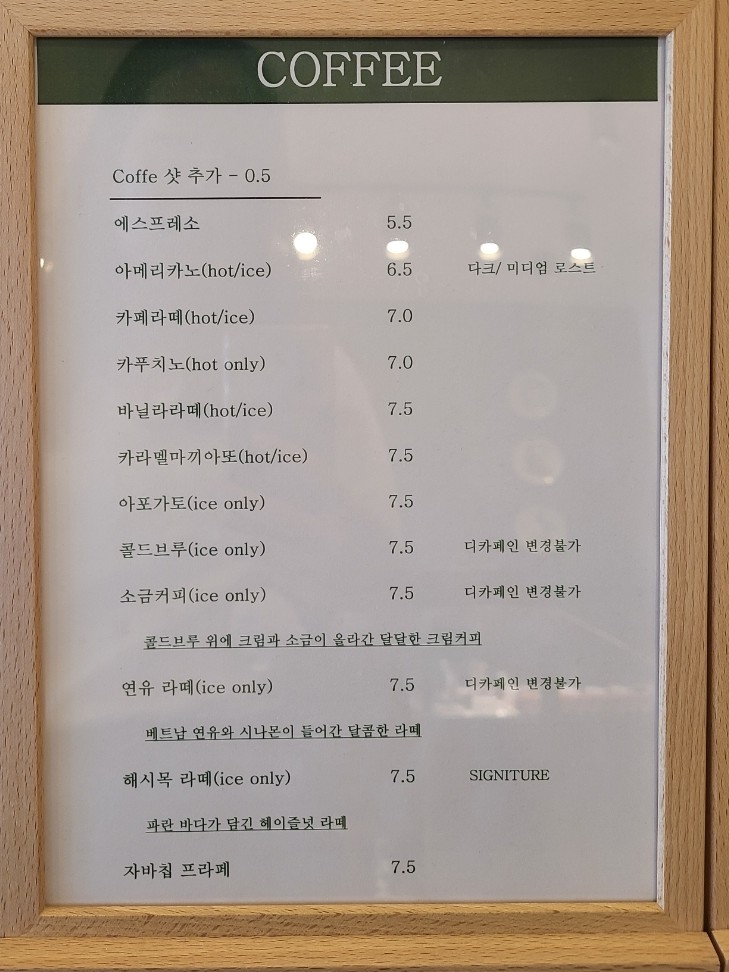 COFFEE
Coffe 샷 추가 - 0.5
에스프레소 5.5
아메리카노(hot/ice) 6.5 다크/ 미디엄 로스트
카페라떼(hot/ice) 7.0
카푸치노(hot only) 7.0
바닐라라떼(hot/ice) 7.5
카라멜마끼아또(hot/ice) 7.5
아포가토(ice only) 7.5
콜드브루(ice only) 7.5 디카페인 변경불가
소금커피(ice only) 7.5 디카페인 변경불가
콜드브루 위에 크림과 소금이 올라간 달달한 크림커피
연유 라떼(ice only) 7.5 디카페인 변경불가
베트남 연유와 시나몬이 들어간 달콤한 라떼
해시목 라떼(ice only) 7.5 SIGNITURE
파란 바다가 담긴 헤이즐넛 라떼
자바칩 프라페 7.5